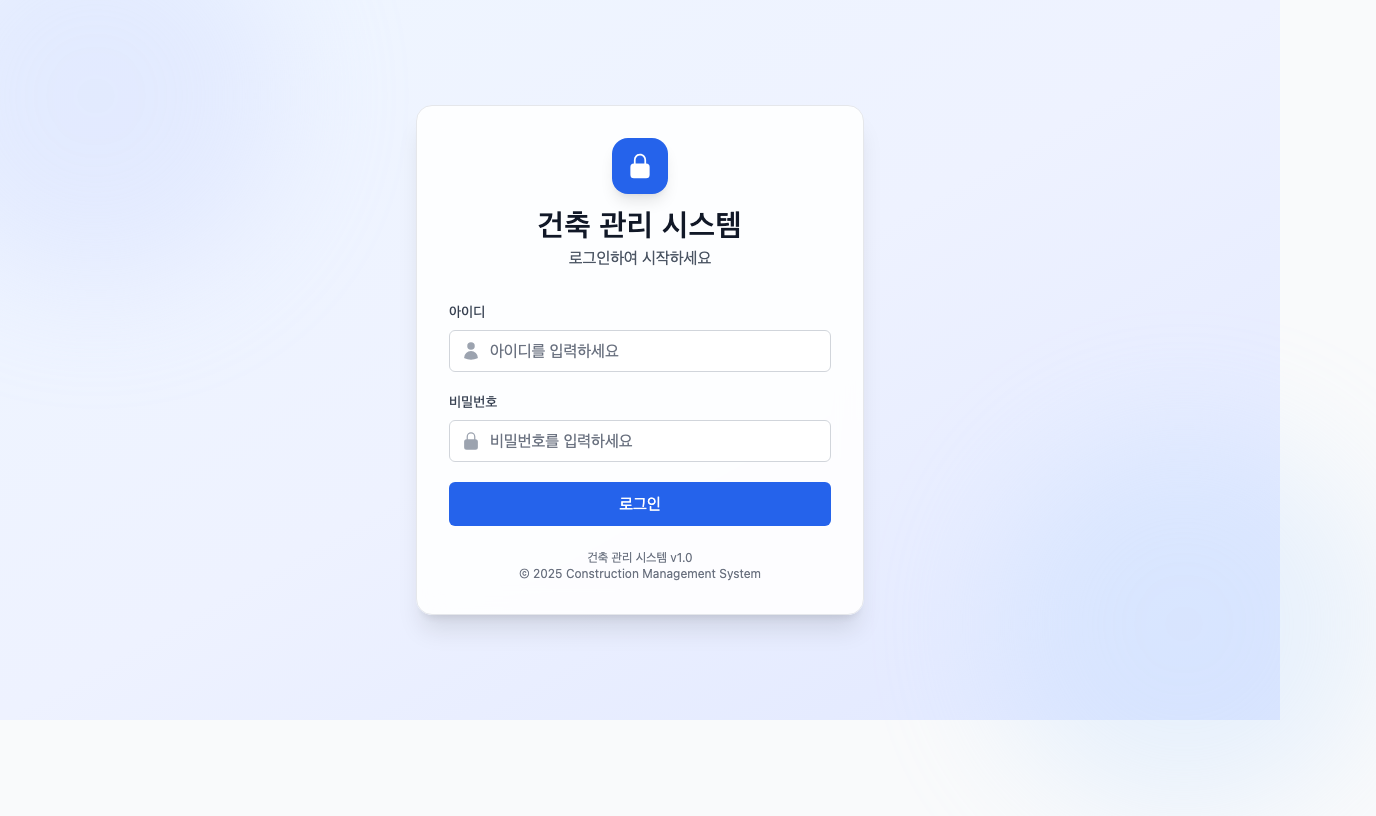 건축 관리 시스템
로그인하여 시작하세요
아이디
아이디를 입력하세요
비밀번호
비밀번호를 입력하세요
로그인
건축 관리 시스템 v1.0
© 2025 Construction Management System